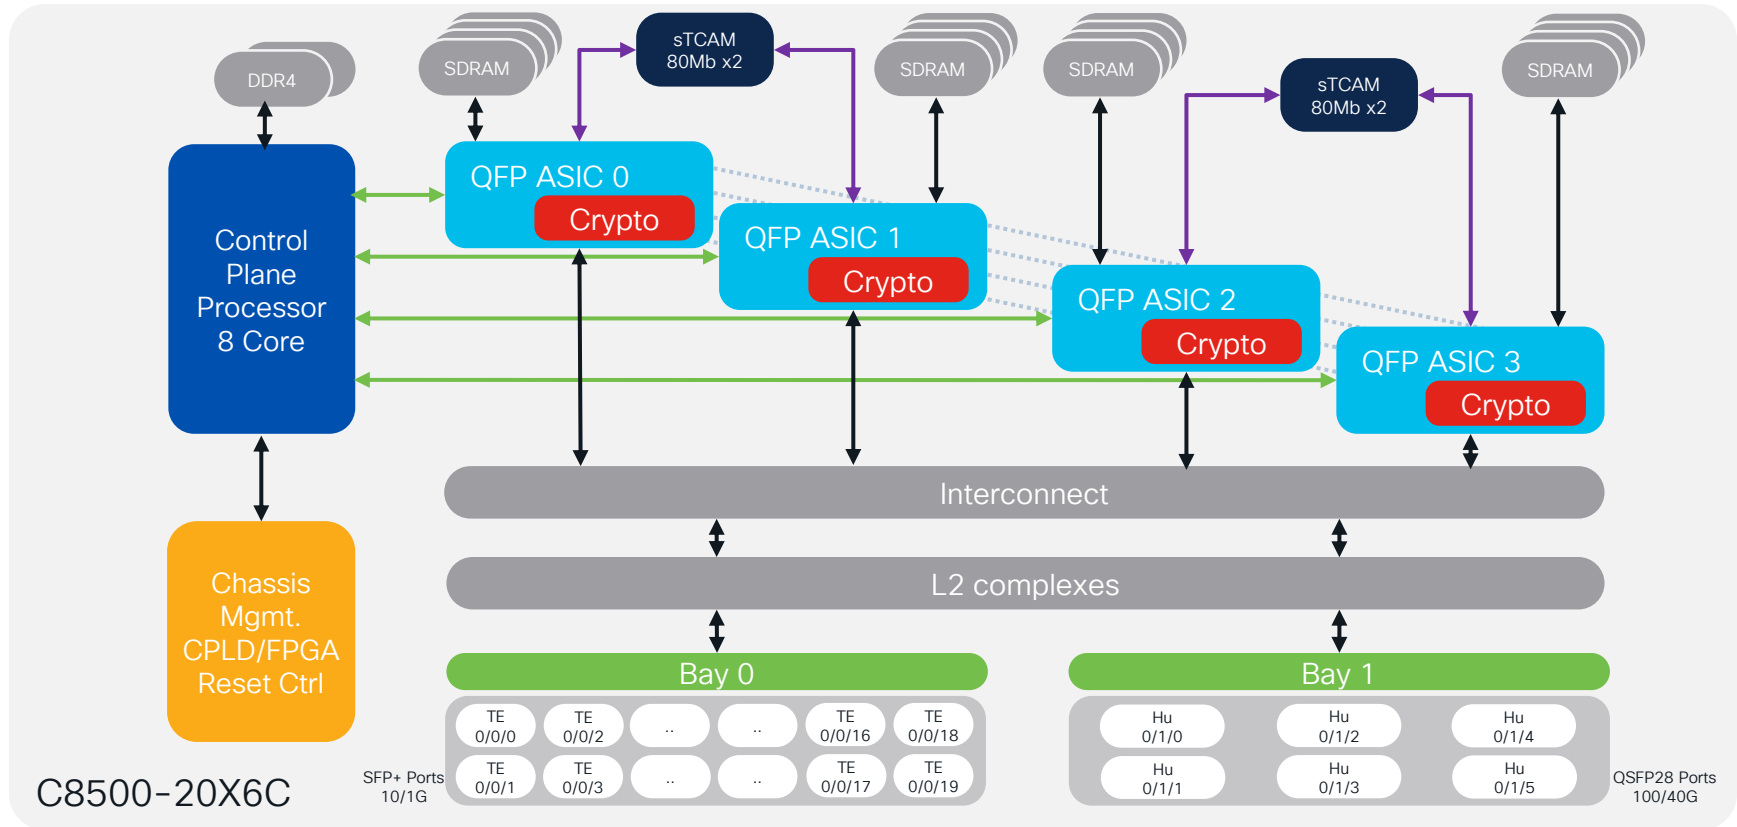 DDR4
SDRAM
sTCAM
80Mb x2
SDRAM
SDRAM
sTCAM
80Mb x2
SDRAM
Control
Plane
Processor
8 Core
QFP ASIC 0
Crypto
QFP ASIC 1
Crypto
QFP ASIC 2
Crypto
QFP ASIC 3
Crypto
Interconnect
L2 complexes
Chassis
Mgmt.
CPLD/FPGA
Reset Ctrl
Bay 0
TE
0/0/0
TE
0/0/2
..
..
TE
0/0/16
TE
0/0/18
TE
0/0/1
TE
0/0/3
..
..
TE
0/0/17
TE
0/0/19
SFP+ Ports
10/1G
Bay 1
Hu
0/1/0
Hu
0/1/2
Hu
0/1/4
Hu
0/1/1
Hu
0/1/3
Hu
0/1/5
QSFP28 Ports
100/40G
C8500-20X6C